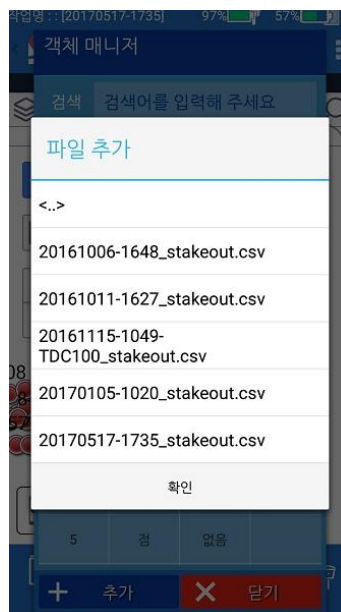 작업명 : : [20170517-1735] 97% 57%
객체 매니저
검색 검색어를 입력해 주세요
파일 추가
<..>
20161006-1648_stakeout.csv
20161011-1627_stakeout.csv
20161115-1049-
TDC100_stakeout.csv
20170105-1020_stakeout.csv
20170517-1735_stakeout.csv
확인
5 점 없음
추가 닫기